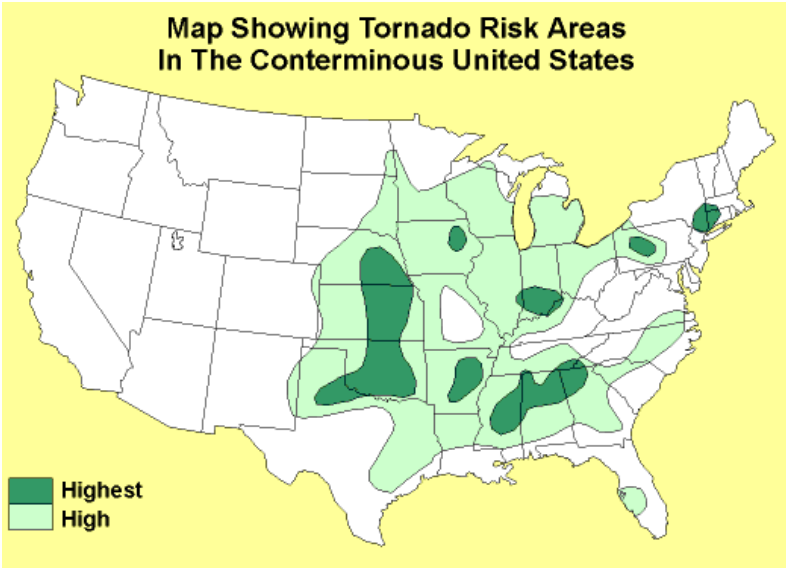 Map Showing Tornado Risk Areas
In The Conterminous United States
Highest
High